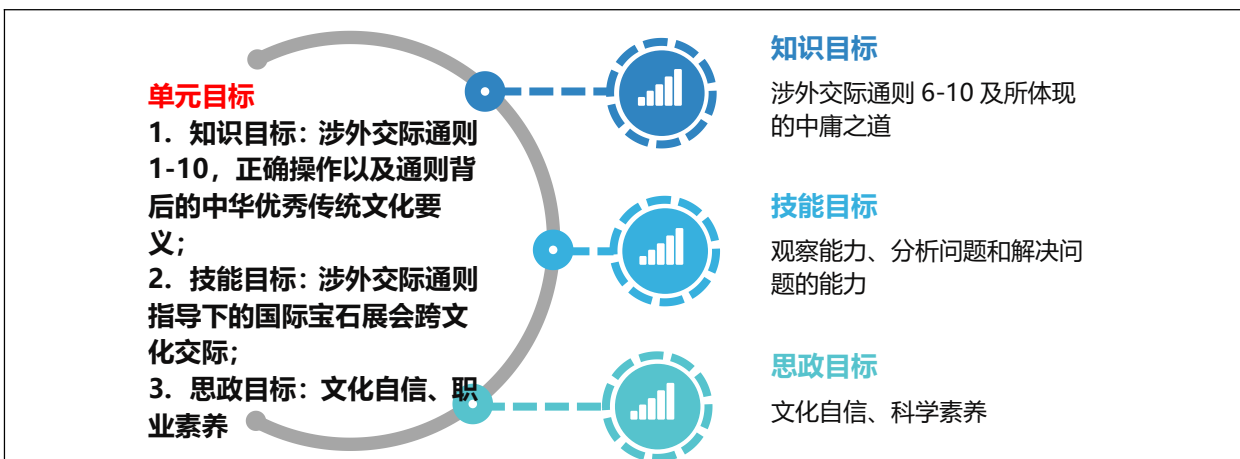 单元目标
1. 知识目标：涉外交际通则
1-10，正确操作以及通则背
后的中华优秀传统文化要
义；
2. 技能目标：涉外交际通则
指导下的国际宝石展会跨文
化交际；
3. 思政目标：文化自信、职
业素养
知识目标
涉外交际通则 6-10 及所体现
的中庸之道
技能目标
观察能力、分析问题和解决问
题的能力
思政目标
文化自信、科学素养